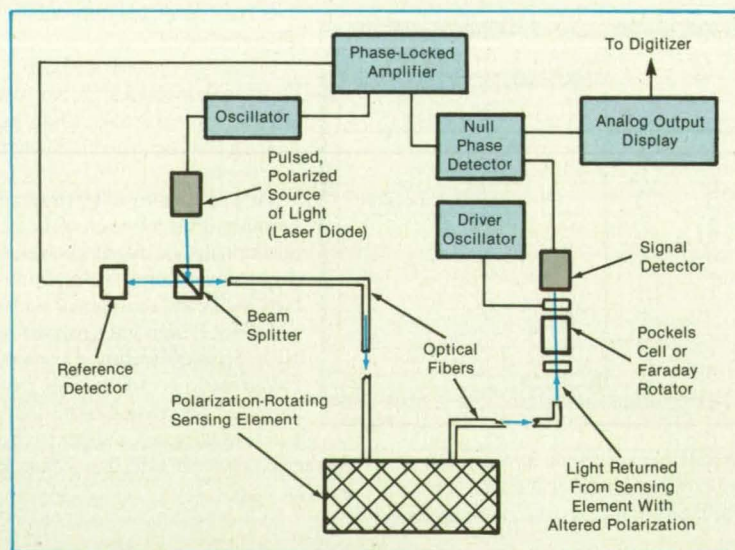 To Digitizer
Phase-Locked
Amplifier
Oscillator
Null
Phase
Detector
Analog Output
Display
Pulsed,
Polarized
Source
of Light
(Laser Diode)
Driver
Oscillator
Signal
Detector
Beam
Splitter
Reference
Detector
Optical
Fibers
Pockels
Cell or
Faraday
Rotator
Polarization-Rotating
Sensing Element
Light Returned
From Sensing
Element With
Altered Polarization